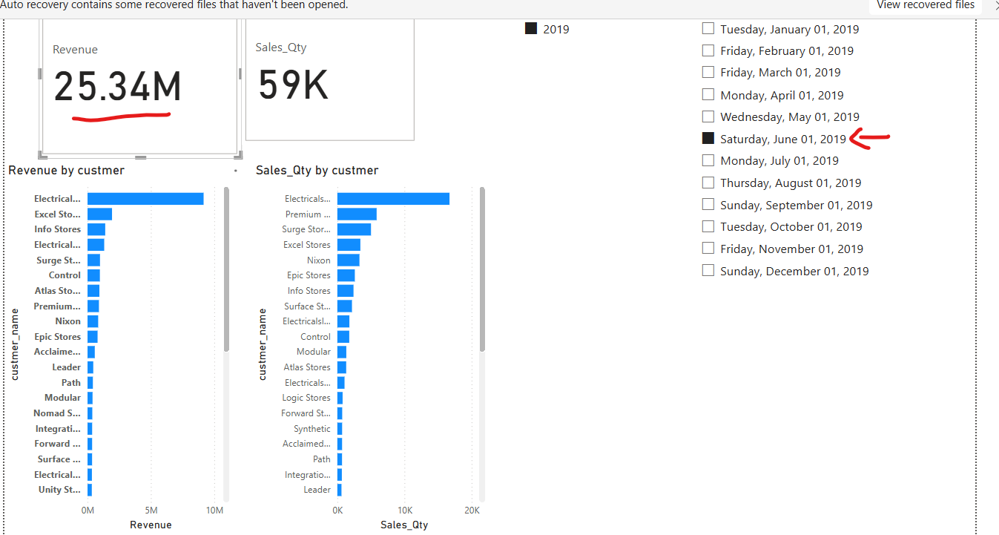 Auto recovery contains some recovered files that haven't been opened.
View recovered files
Revenue
25.34M
Sales_Qty
59K
2019
Tuesday, January 01, 2019
Friday, February 01, 2019
Friday, March 01, 2019
Monday, April 01, 2019
Wednesday, May 01, 2019
Saturday, June 01, 2019
Monday, July 01, 2019
Thursday, August 01, 2019
Sunday, September 01, 2019
Tuesday, October 01, 2019
Friday, November 01, 2019
Sunday, December 01, 2019
Revenue by custmer
custmer_name
Electrical...
Excel Sto...
Info Stores
Electrical...
Surge St...
Control
Atlas Sto...
Premium...
Nixon
Epic Stores
Acclaime...
Leader
Path
Modular
Nomad S...
Integrati...
Forward ...
Surface ...
Electrical...
Unity St...
0M 5M 10M
Revenue
Sales_Qty by custmer
custmer_name
Electricals...
Premium ...
Surge Stor...
Excel Stores
Nixon
Epic Stores
Info Stores
Surface St...
Electricalsl...
Control
Modular
Atlas Stores
Electricals...
Logic Stores
Forward St...
Synthetic
Acclaimed...
Path
Integratio...
Leader
0K 10K 20K
Sales_Qty